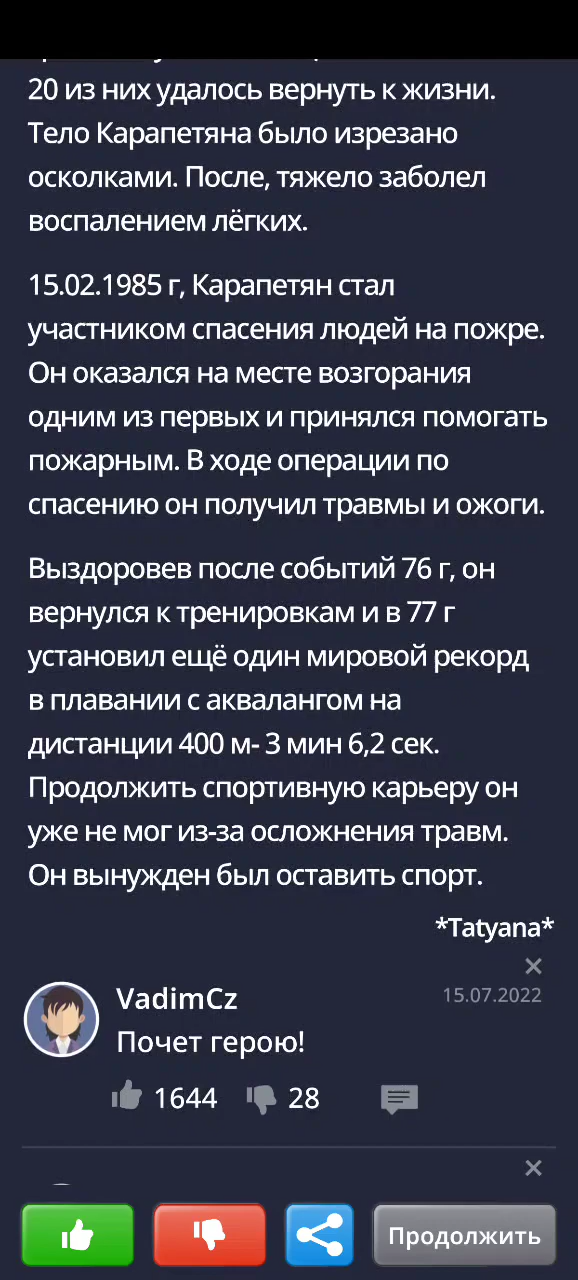 20 из них удалось вернуть к жизни.
Тело Карапетяна было изрезано
осколками. После, тяжело заболел
воспалением лёгких.
15.02.1985 г, Карапетян стал
участником спасения людей на пожре.
Он оказался на месте возгорания
одним из первых и принялся помогать
пожарным. В ходе операции по
спасению он получил травмы и ожоги.
Выздоровев после событий 76 г, он
вернулся к тренировкам и в 77 г
установил ещё один мировой рекорд
в плавании с аквалангом на
дистанции 400 м- 3 мин 6,2 сек.
Продолжить спортивную карьеру он
уже не мог из-за осложнения травм.
Он вынужден был оставить спорт.
*Tatyana*
VadimCz
15.07.2022
Почет герою!
1644 28
Продолжить